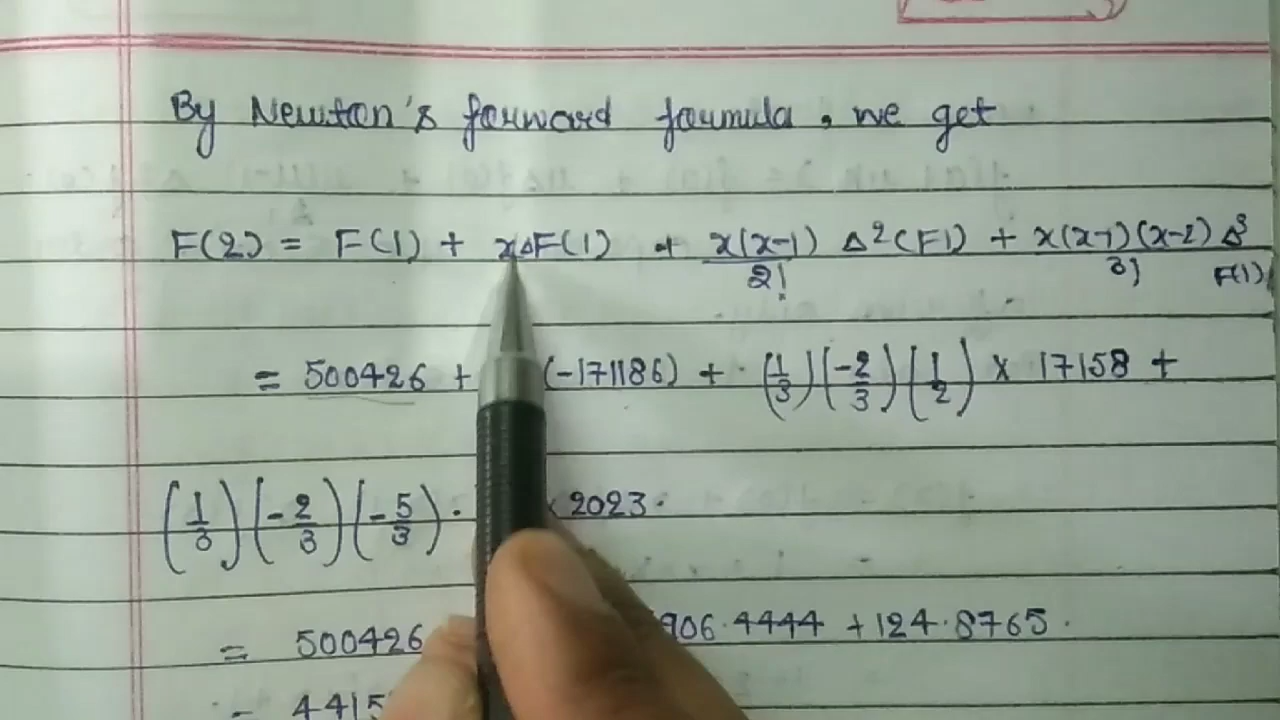 By Newton's forward formula, we get
F(2) = F(1) + xΔF(1) + x(x-1)/2! Δ²(F1) + x(x-1)(x-2)/3! Δ³ F(1)
= 500426 + (-171186) + (1/3)(-2/3)(1/2) × 17158 +
(1/3)(-2/3)(-5/3) · × 2023.
= 500426 906.4444 + 124.8765.
= 4415